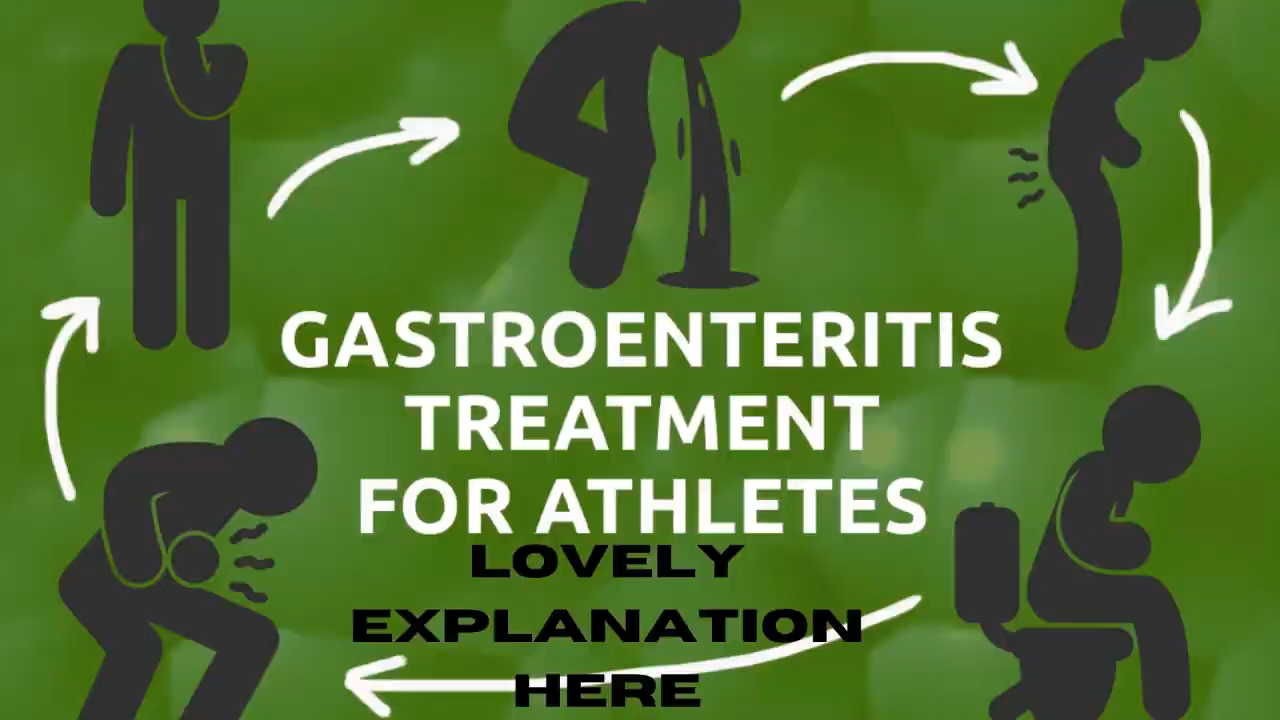 GASTROENTERITIS
TREATMENT
FOR ATHLETES
LOVELY
EXPLANATION
HERE